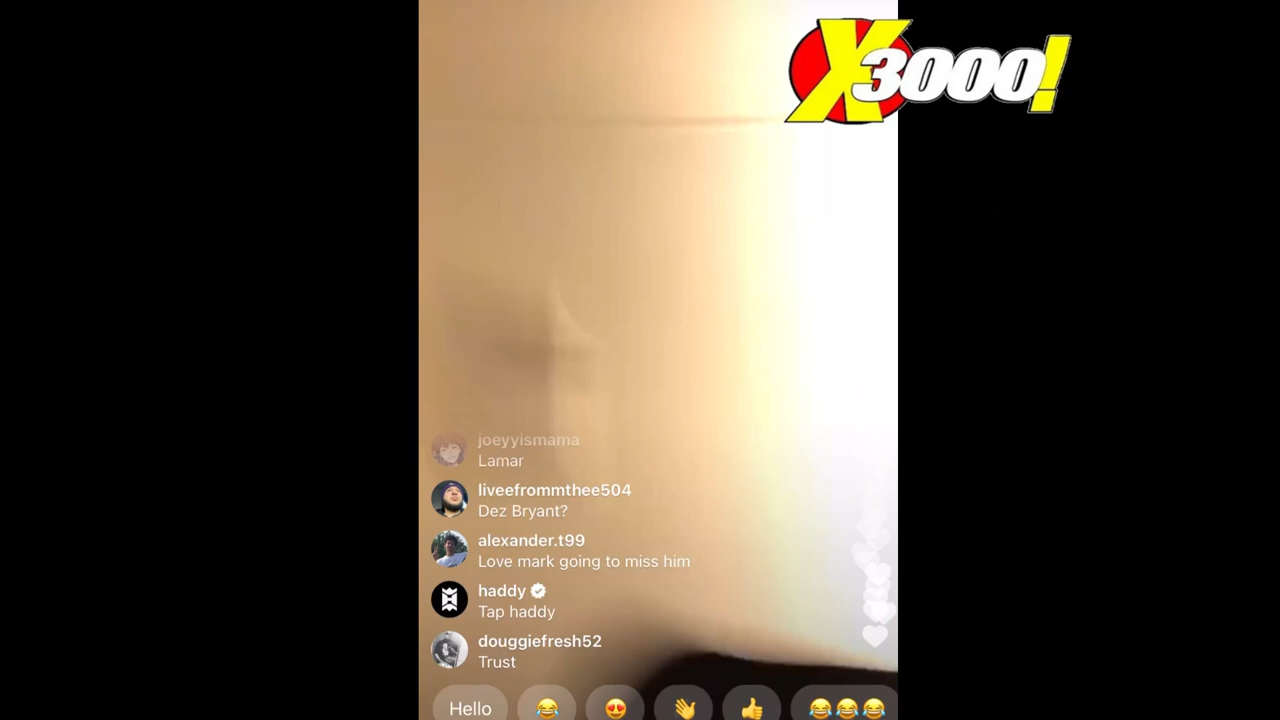 X3000!
joeyyismama
Lamar
liveefrommthee504
Dez Bryant?
alexander.t99
Love mark going to miss him
haddy
Tap haddy
douggiefresh52
Trust
Hello